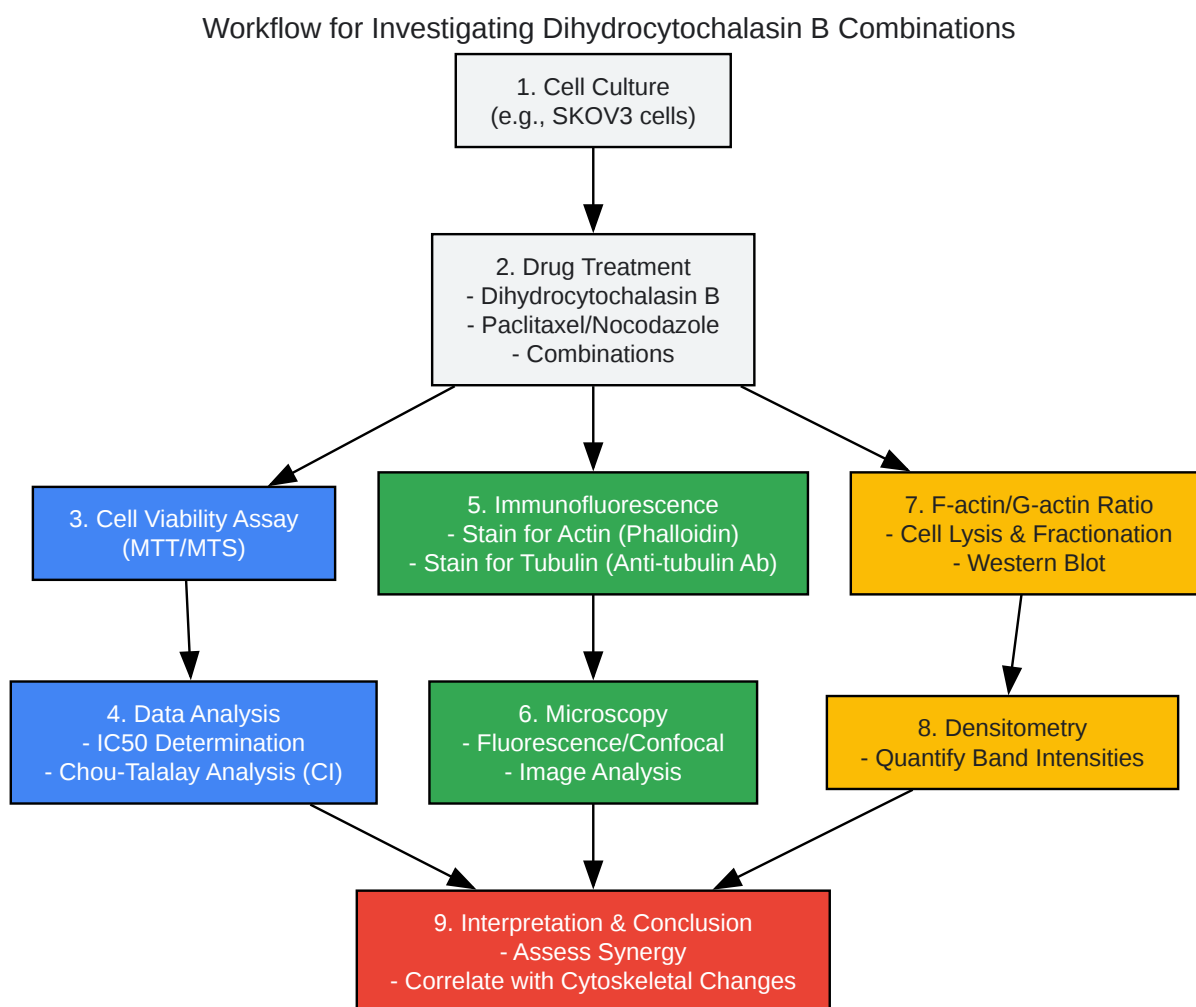 Workflow for Investigating Dihydrocytochalasin B Combinations
1. Cell Culture
(e.g., SKOV3 cells)
2. Drug Treatment
- Dihydrocytochalasin B
- Paclitaxel/Nocodazole
- Combinations
3. Cell Viability Assay
(MTT/MTS)
5. Immunofluorescence
- Stain for Actin (Phalloidin)
- Stain for Tubulin (Anti-tubulin Ab)
7. F-actin/G-actin Ratio
- Cell Lysis & Fractionation
- Western Blot
4. Data Analysis
- IC50 Determination
- Chou-Talalay Analysis (CI)
6. Microscopy
- Fluorescence/Confocal
- Image Analysis
8. Densitometry
- Quantify Band Intensities
9. Interpretation & Conclusion
- Assess Synergy
- Correlate with Cytoskeletal Changes